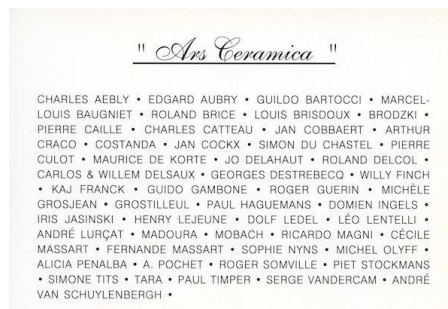 " Ars Ceramica "
CHARLES AEBLY • EDGARD AUBRY • GUILDO BARTOCCI • MARCEL-
LOUIS BAUGNIET • ROLAND BRICE • LOUIS BRISDOUX • BRODZKI •
PIERRE CAILLE • CHARLES CATTEAU • JAN COBBAERT • ARTHUR
CRACO • COSTANDA • JAN COCKX • SIMON DU CHASTEL • PIERRE
CULOT • MAURICE DE KORTE • JO DELAHAUT • ROLAND DELCOL •
CARLOS & WILLEM DELSAUX • GEORGES DESTREBECQ • WILLY FINCH
• KAJ FRANCK • GUIDO GAMBONE • ROGER GUERIN • MICHÈLE
GROSJEAN • GROSTILLEUL • PAUL HAGUEMANS • DOMIEN INGELS •
IRIS JASINSKI • HENRY LEJEUNE • DOLF LEDEL • LÉO LENTELLI •
ANDRÉ LURÇAT • MADOURA • MOBACH • RICARDO MAGNI • CÉCILE
MASSART • FERNANDE MASSART • SOPHIE NYNS • MICHEL OLYFF •
ALICIA PENALBA • A. POCHET • ROGER SOMVILLE • PIET STOCKMANS
• SIMONE TITS • TARA • PAUL TIMPER • SERGE VANDERCAM • ANDRÉ
VAN SCHUYLENBERGH •